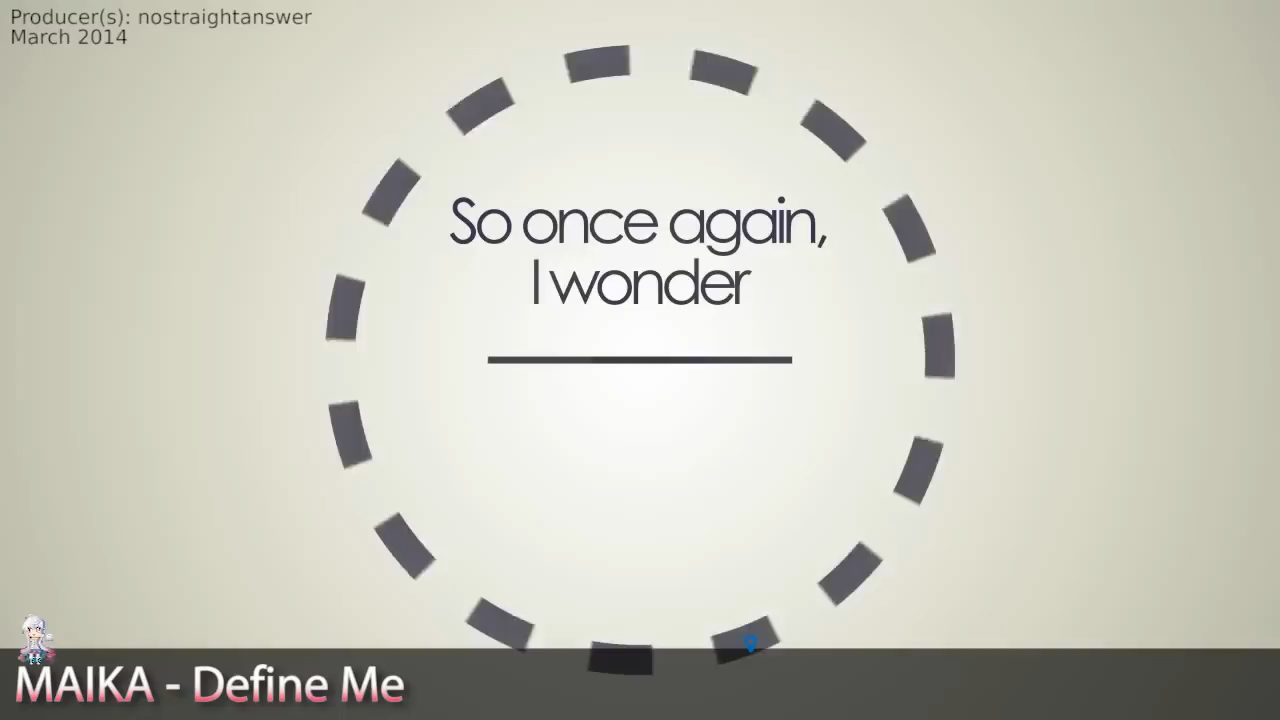 Producer(s): nostraightanswer
March 2014
So once again,
I wonder
MAIKA - Define Me